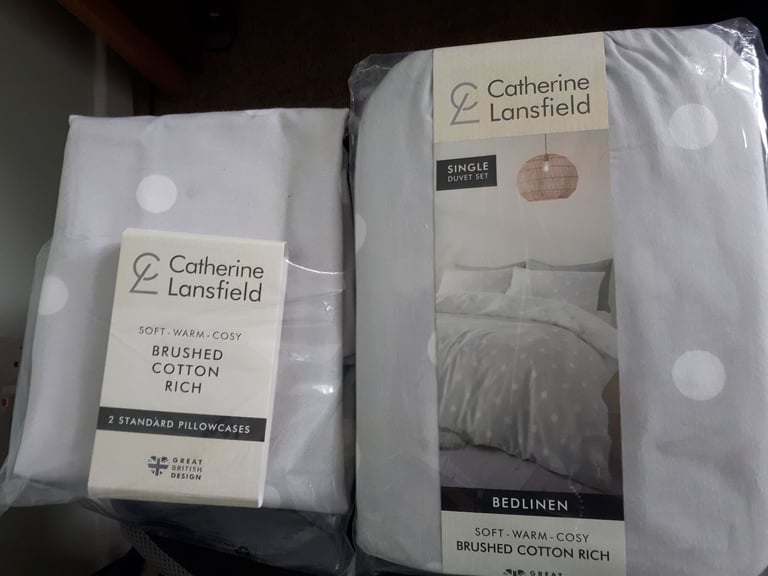 Catherine
Lansfield
SOFT - WARM - COSY
BRUSHED
COTTON
RICH
2 STANDARD PILLOWCASES
GREAT
BRITISH
DESIGN
Catherine
Lansfield
SINGLE
DUVET SET
BEDLINEN
SOFT - WARM - COSY
BRUSHED COTTON RICH
GREAT